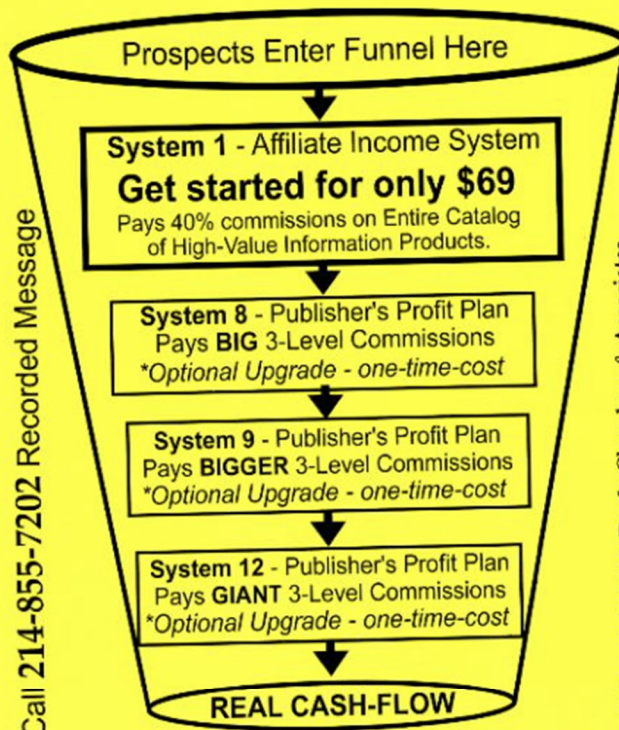 Prospects Enter Funnel Here
System 1 - Affiliate Income System
Get started for only $69
Pays 40% commissions on Entire Catalog
of High-Value Information Products.
System 8 - Publisher's Profit Plan
Pays BIG 3-Level Commissions
*Optional Upgrade - one-time-cost
System 9 - Publisher's Profit Plan
Pays BIGGER 3-Level Commissions
*Optional Upgrade - one-time-cost
System 12 - Publisher's Profit Plan
Pays GIANT 3-Level Commissions
*Optional Upgrade - one-time-cost
REAL CASH-FLOW
Call 214-855-7202 Recorded Message